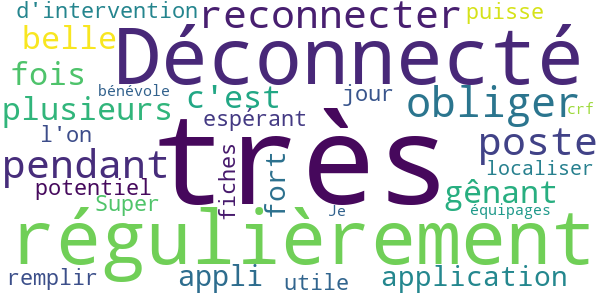 d'intervention
reconnecter
puisse
belle
Déconnecté
fois
bénévole
c'est
jour
obliger
crf
plusieurs
espérant
l'on
très
poste
pendant
fiches
fort
localiser
potentiel
gênant
Super
Je
équipages
régulièrement
remplir
appli
utile
application